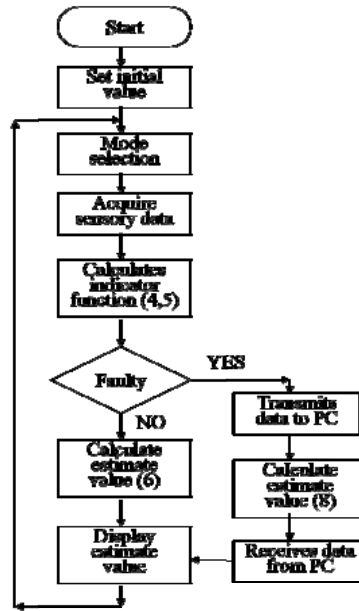 Start
Set initial
value
Mode
selection
Acquire
sensory data
Calculates
indicator
function (4,5)
Faulty
YES
NO
Transmits
data to PC
Calculate
estimate
value (6)
Calculate
estimate
value (8)
Display
estimate
value
Receives data
from PC